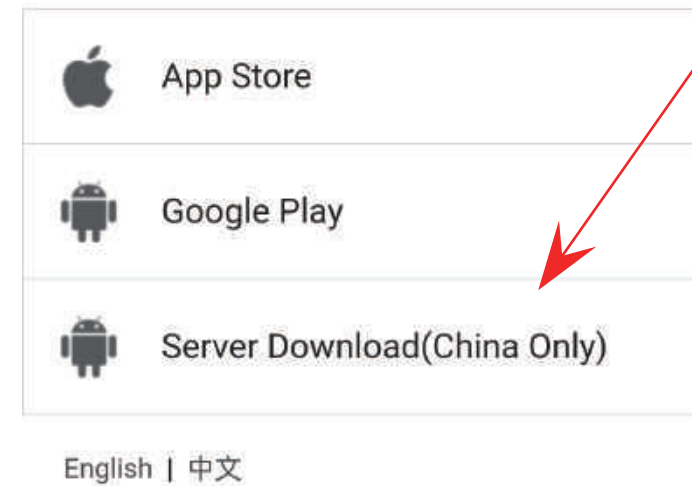 App Store
Google Play
Server Download(China Only)
English | 中文